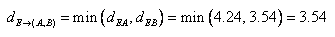 d_{E→(A,B)} = min(d_{EA}, d_{EB}) = min(4.24, 3.54) = 3.54